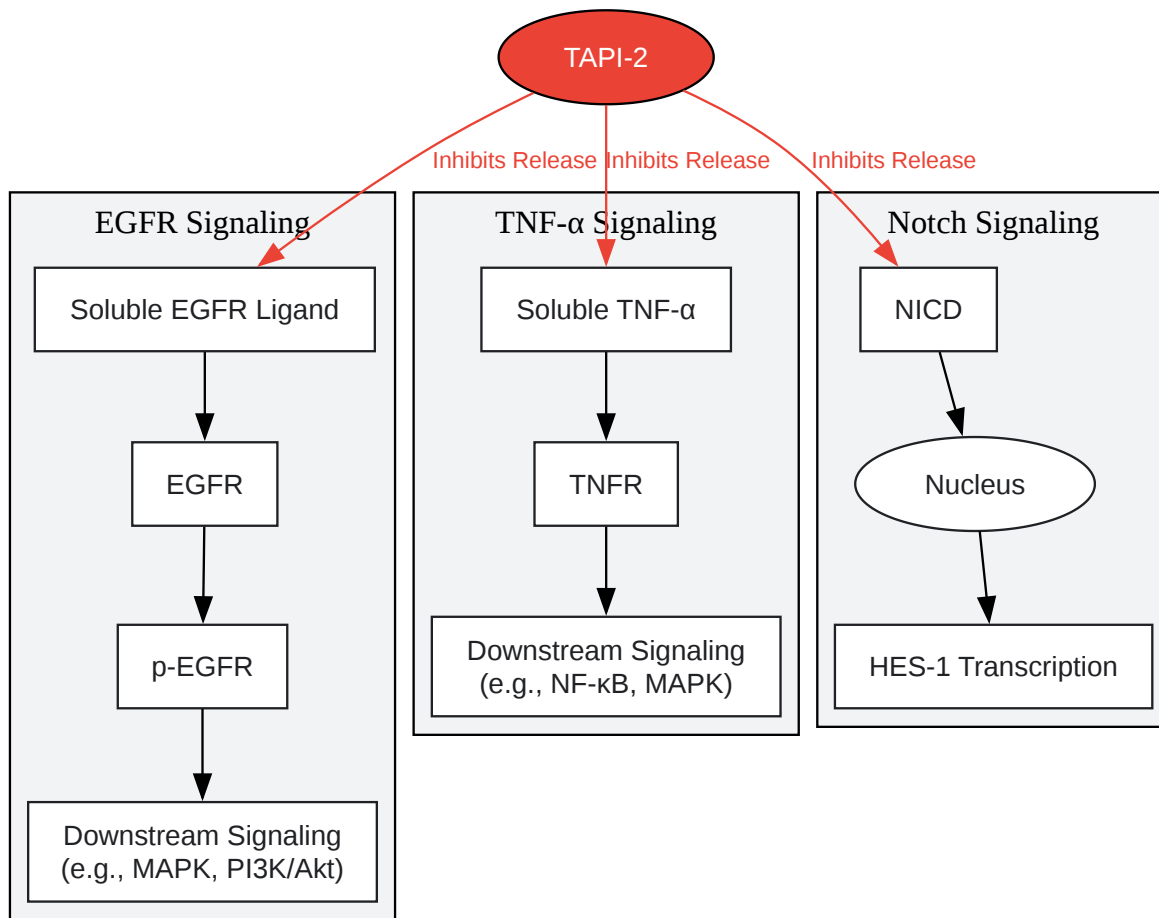 TAPI-2
Inhibits Release
Inhibits Release
Inhibits Release
EGFR Signaling
Soluble EGFR Ligand
EGFR
p-EGFR
Downstream Signaling
(e.g., MAPK, PI3K/Akt)
TNF-α Signaling
Soluble TNF-α
TNFR
Downstream Signaling
(e.g., NF-κB, MAPK)
Notch Signaling
NICD
Nucleus
HES-1 Transcription